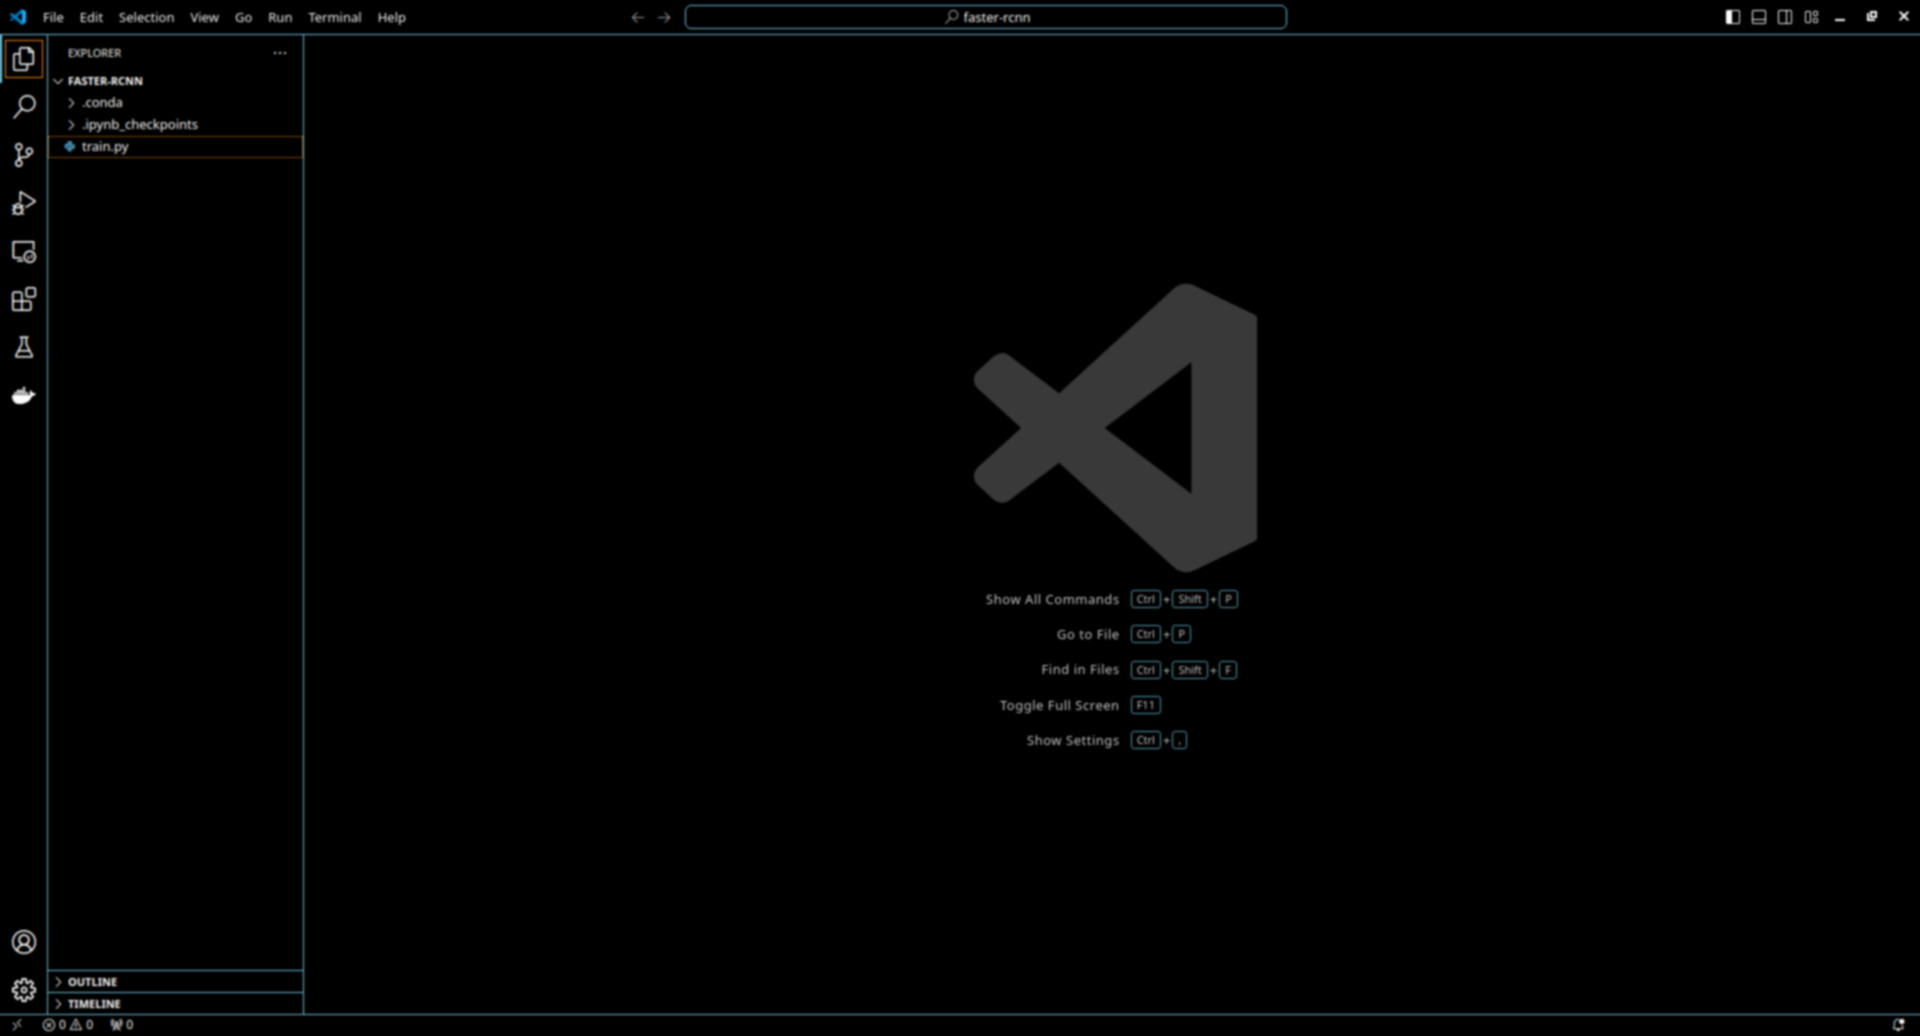 File Edit Selection View Go Run Terminal Help faster-rcnn
EXPLORER
FASTER-RCNN
.conda
.ipynb_checkpoints
train.py
Show All Commands Ctrl + Shift + P
Go to File Ctrl + P
Find in Files Ctrl + Shift + F
Toggle Full Screen F11
Show Settings Ctrl + ,
OUTLINE
TIMELINE
0 0 0